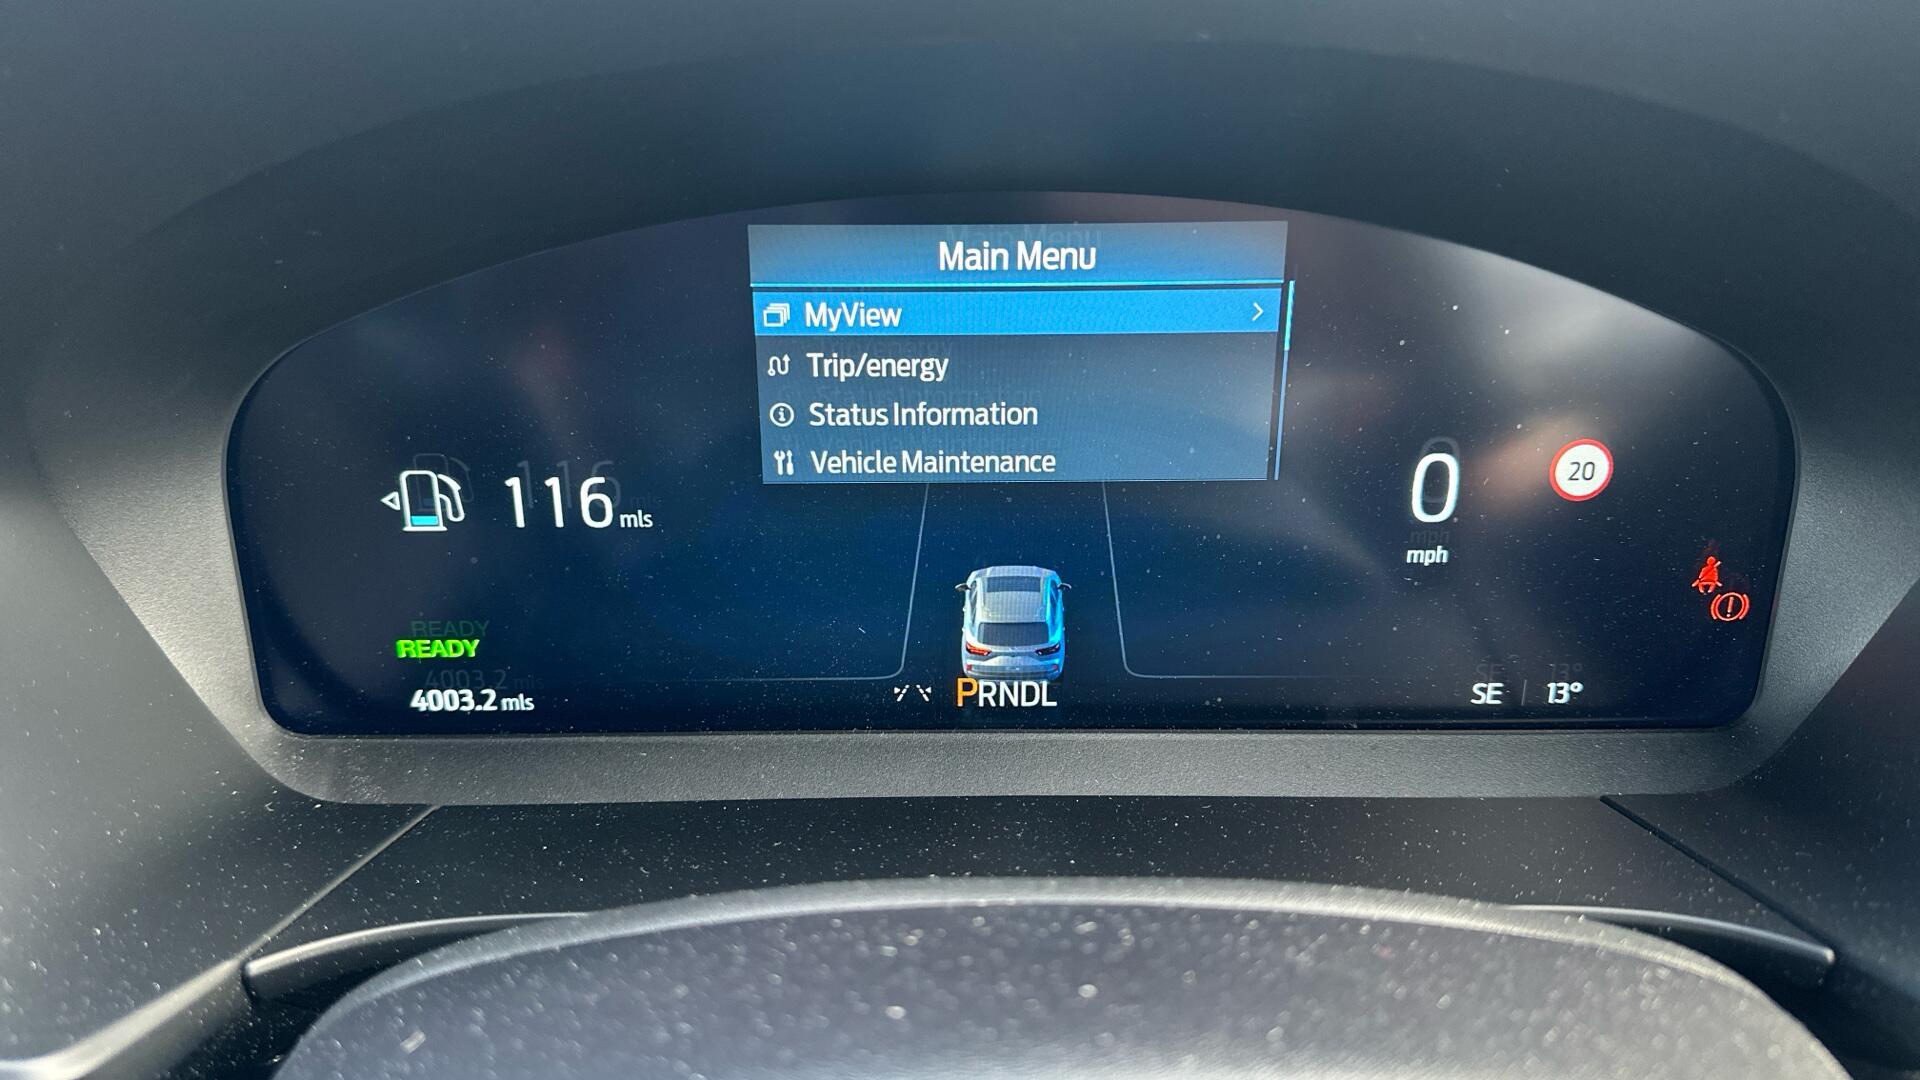 Main Menu
MyView
Trip/energy
Status Information
Vehicle Maintenance
116 mls
0
mph
20
READY
4003.2 mls
PRNDL
SE
13°